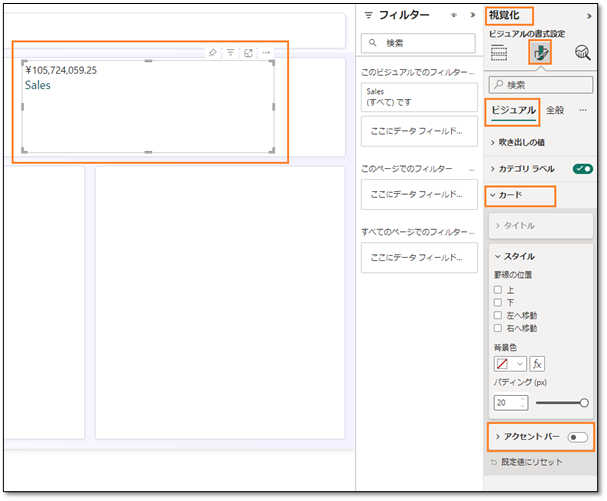 ¥105,724,059.25
Sales
フィルター
検索
このビジュアルでのフィルター...
Sales
(すべて) です
ここにデータ フィールド...
このページでのフィルター ...
ここにデータ フィールド...
すべてのページでのフィルター...
ここにデータ フィールド...
視覚化
ビジュアルの書式設定
検索
ビジュアル 全般 ...
吹き出しの値
カテゴリ ラベル
カード
タイトル
スタイル
罫線の位置
上
下
左へ移動
右へ移動
背景色
fx
パディング (px)
20
アクセント バー
既定値にリセット